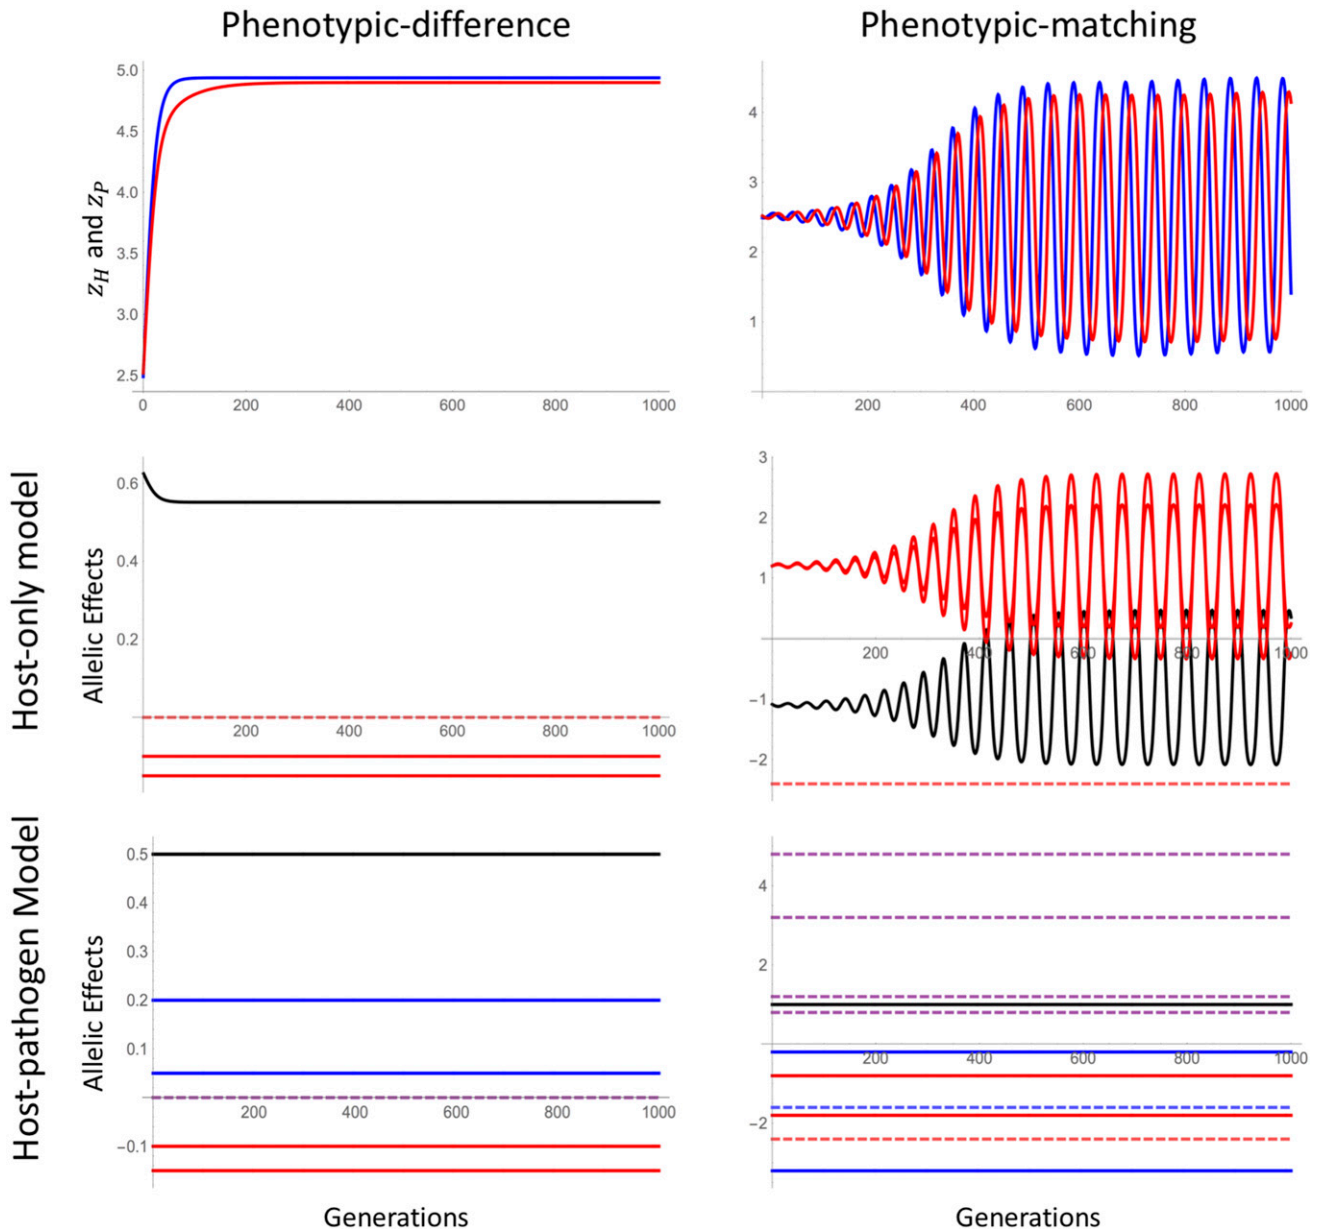 Phenotypic-difference
Phenotypic-matching
5.0
4.5
4.0
3.5
3.0
2.5
z_H and z_P
0 200 400 600 800 1000
4
3
2
1
200 400 600 800 1000
Host-only model
Allelic Effects
0.6
0.4
0.2
200 400 600 800 1000
3
2
1
−1
−2
200 400 600 800 1000
Host-pathogen Model
Allelic Effects
0.5
0.4
0.3
0.2
0.1
−0.1
200 400 600 800 1000
4
2
−2
200 400 600 800 1000
Generations
Generations